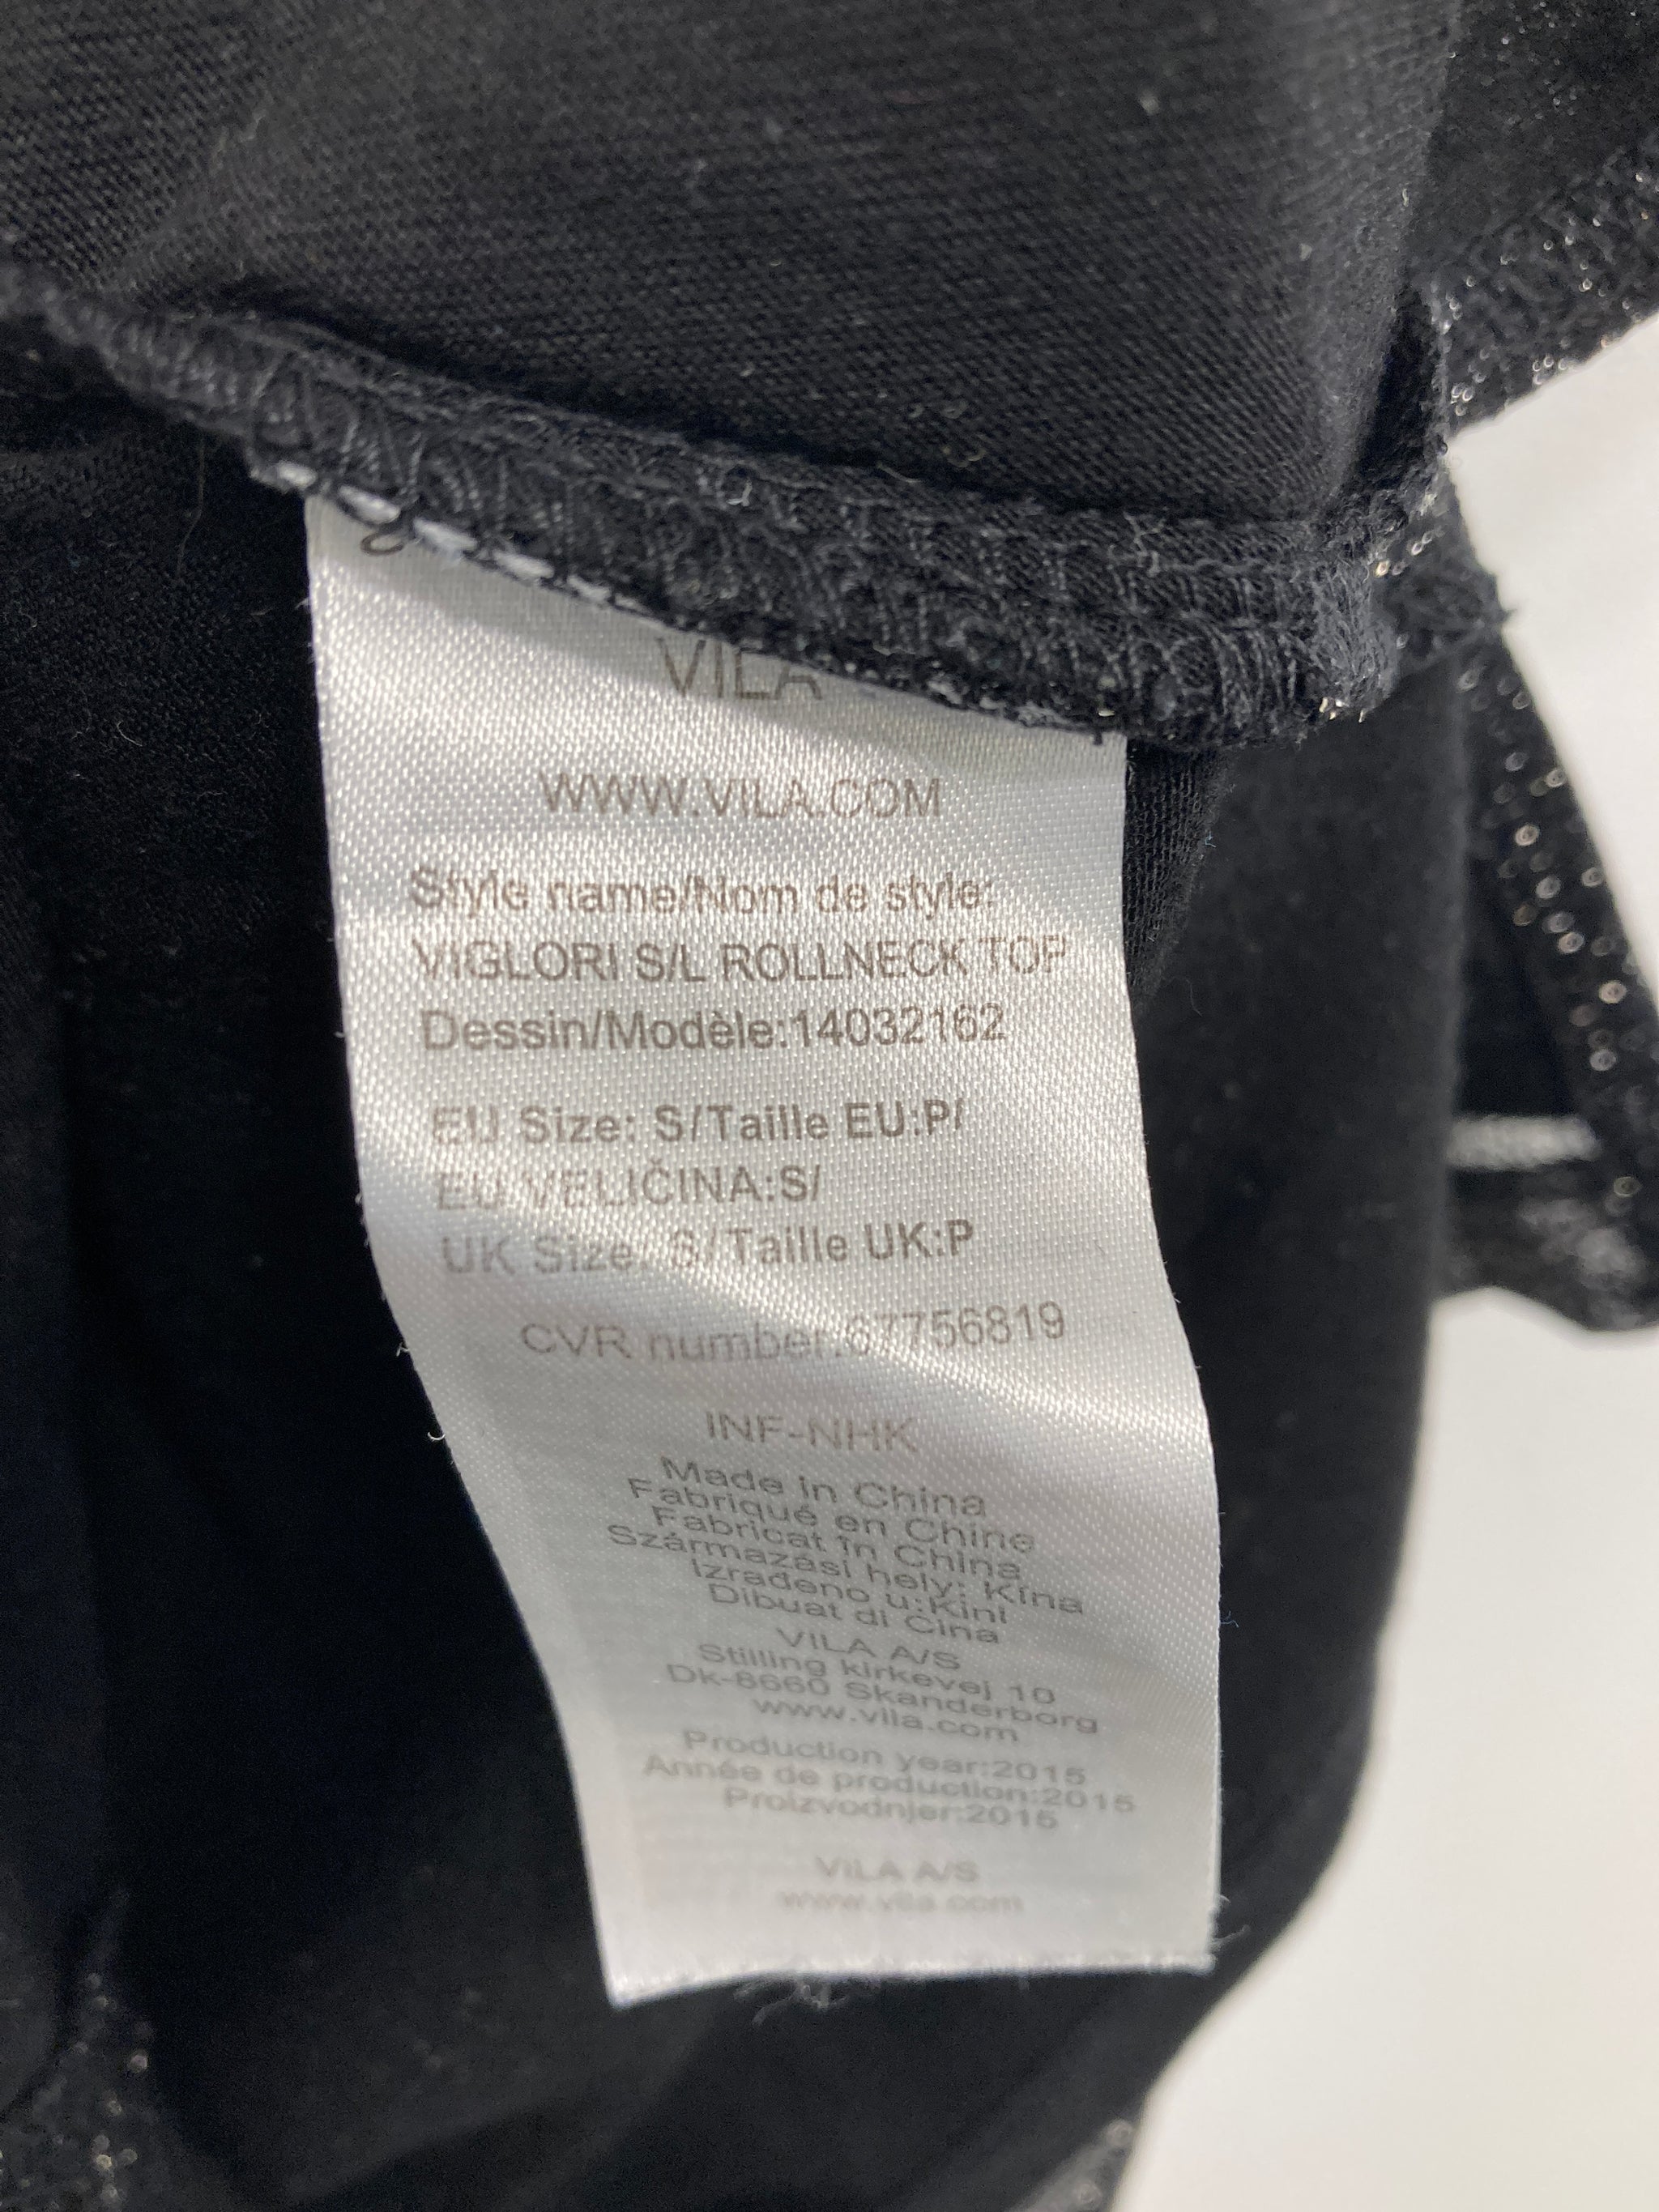 VILA
WWW.VILA.COM
Style name/Nom de style:
VIGLORI S/L ROLLNECK TOP
Dessin/Modèle:14032162
EU Size: S/Taille EU:P/
EU VELIČINA:S/
UK Size: S/Taille UK:P
CVR number:67756819
INF-NHK
Made in China
Fabriqué en Chine
Fabricat în China
Származási hely: Kína
Izrađeno u:Kini
Dibuat di Cina
VILA A/S
Stilling kirkevej 10
Dk-8660 Skanderborg
www.vila.com
Production year:2015
Année de production:2015
Proizvodnjer:2015
VILA A/S
www.vila.com